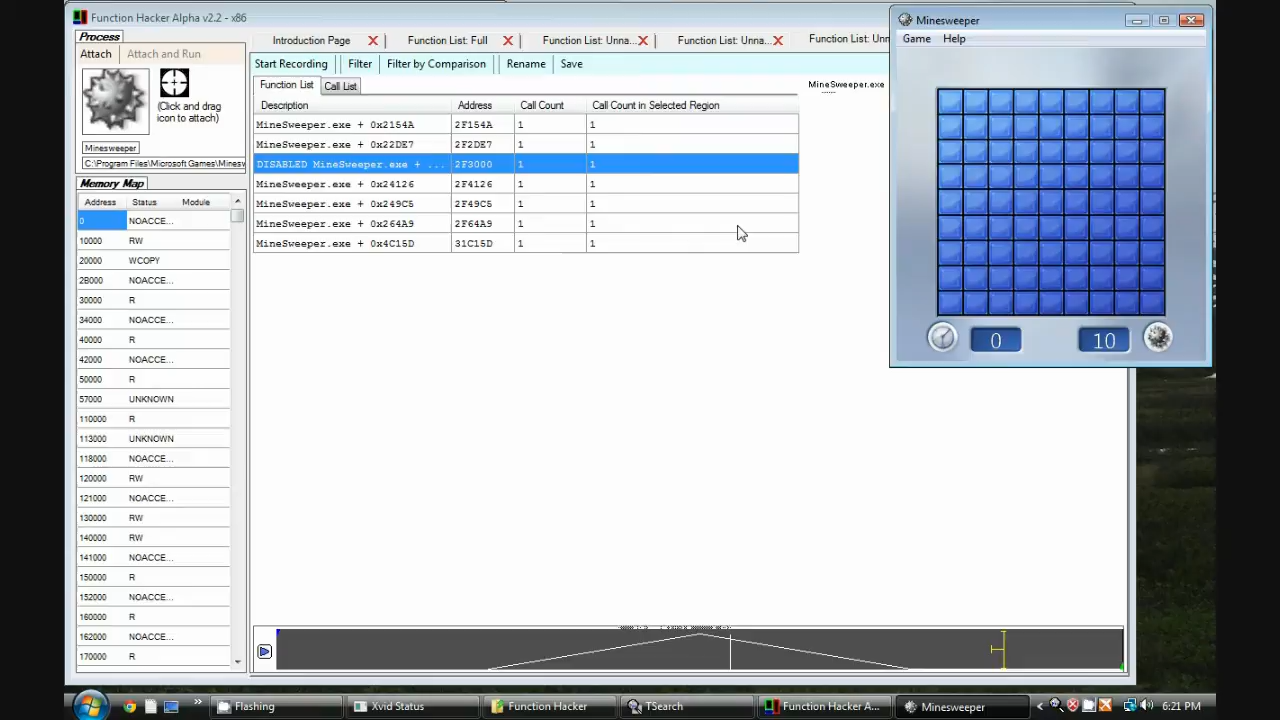 Function Hacker Alpha v2.2 - x86
Process
Attach
Attach and Run
(Click and drag
icon to attach)
Minesweeper
C:\Program Files\Microsoft Games\Minesw
Memory Map
Address Status Module
0 NOACCE...
10000 RW
20000 WCOPY
2B000 NOACCE...
30000 R
34000 NOACCE...
40000 R
42000 NOACCE...
50000 R
57000 UNKNOWN
110000 R
113000 UNKNOWN
118000 NOACCE...
120000 RW
121000 NOACCE...
130000 RW
140000 RW
141000 NOACCE...
150000 R
152000 NOACCE...
160000 R
162000 NOACCE...
170000 R
Introduction Page
Function List: Full
Function List: Unna...
Function List: Unna...
Function List: Unn
Start Recording Filter Filter by Comparison Rename Save
Function List Call List
Description Address Call Count Call Count in Selected Region
MineSweeper.exe + 0x2154A 2F154A 1 1
MineSweeper.exe + 0x22DE7 2F2DE7 1 1
DISABLED MineSweeper.exe + ... 2F3000 1 1
MineSweeper.exe + 0x24126 2F4126 1 1
MineSweeper.exe + 0x249C5 2F49C5 1 1
MineSweeper.exe + 0x264A9 2F64A9 1 1
MineSweeper.exe + 0x4C15D 31C15D 1 1
MineSweeper.exe
Minesweeper
Game Help
0
10
Flashing
Xvid Status
Function Hacker
TSearch
Function Hacker A...
Minesweeper
6:21 PM